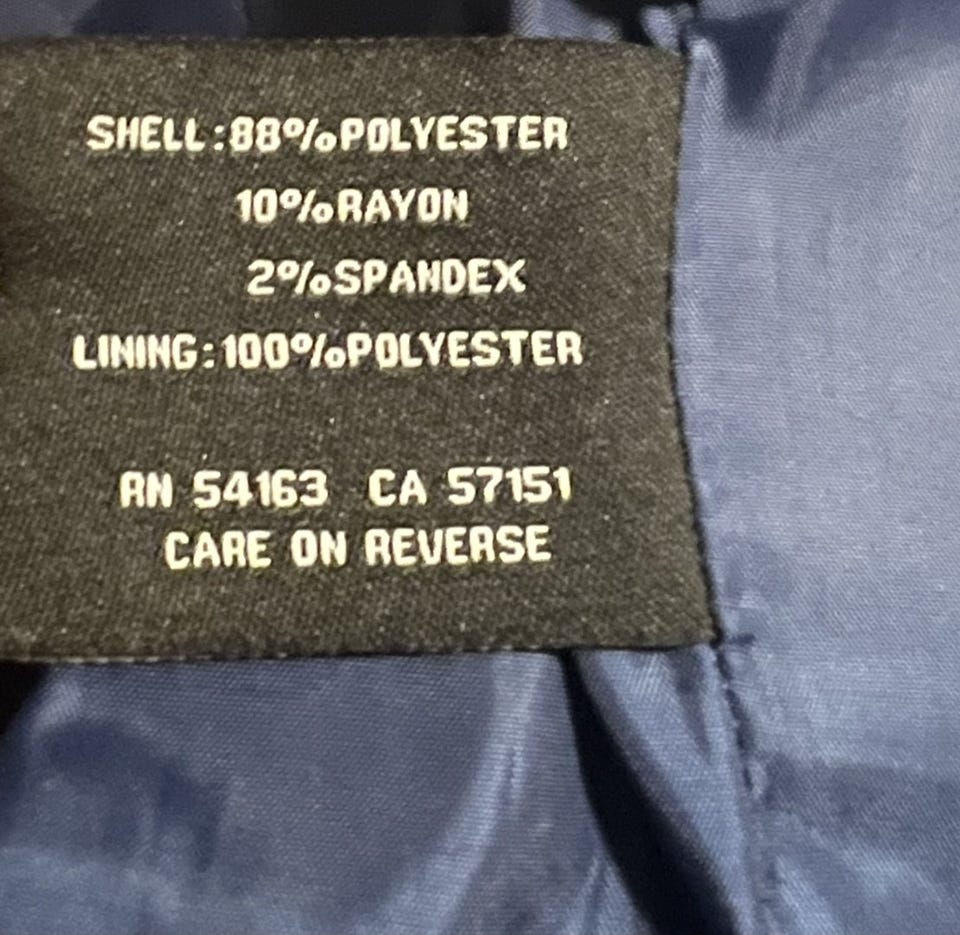 SHELL:88%POLYESTER
10%RAYON
2%SPANDEX
LINING:100%POLYESTER
RN 54163 CA 57151
CARE ON REVERSE